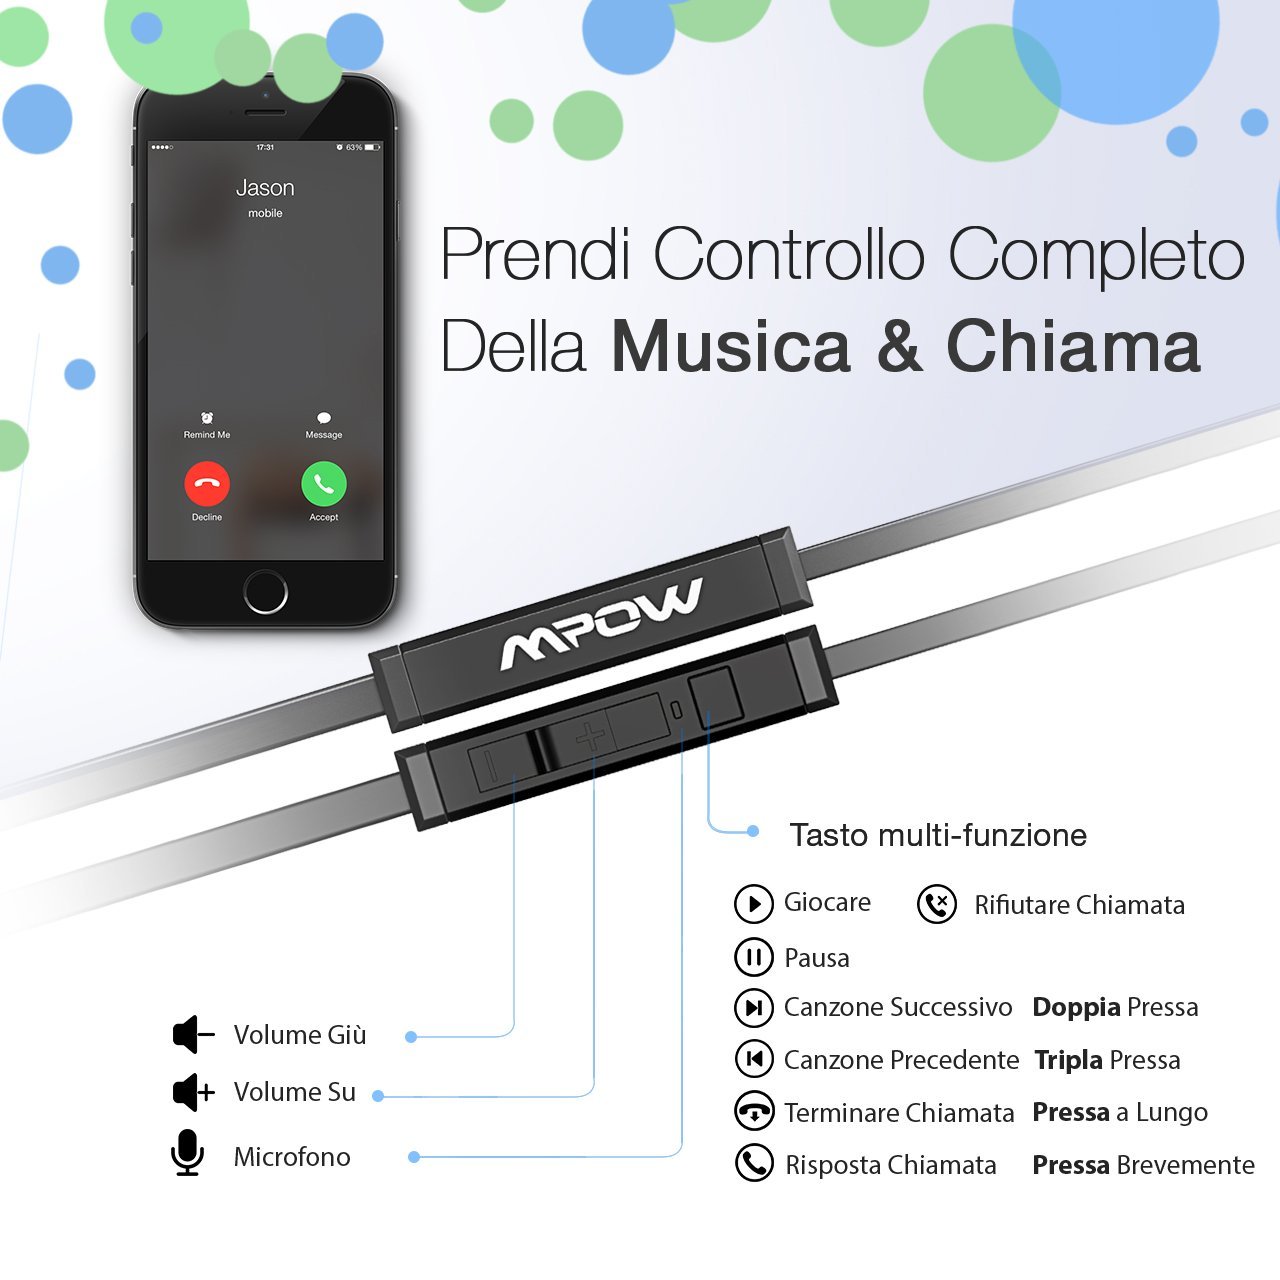 17:31
63%
Jason
mobile
Prendi Controllo Completo
Della Musica & Chiama
Remind Me
Message
Decline
Accept
MPOW
Tasto multi-funzione
Giocare
Rifiutare Chiamata
Pausa
Canzone Successivo Doppia Pressa
Canzone Precedente Tripla Pressa
Terminare Chiamata Pressa a Lungo
Risposta Chiamata Pressa Brevemente
Volume Giù
Volume Su
Microfono